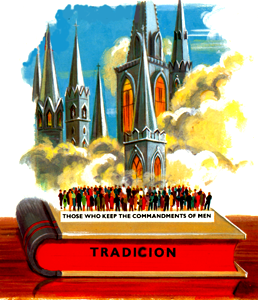 THOSE WHO KEEP THE COMMANDMENTS OF MEN
TRADICION